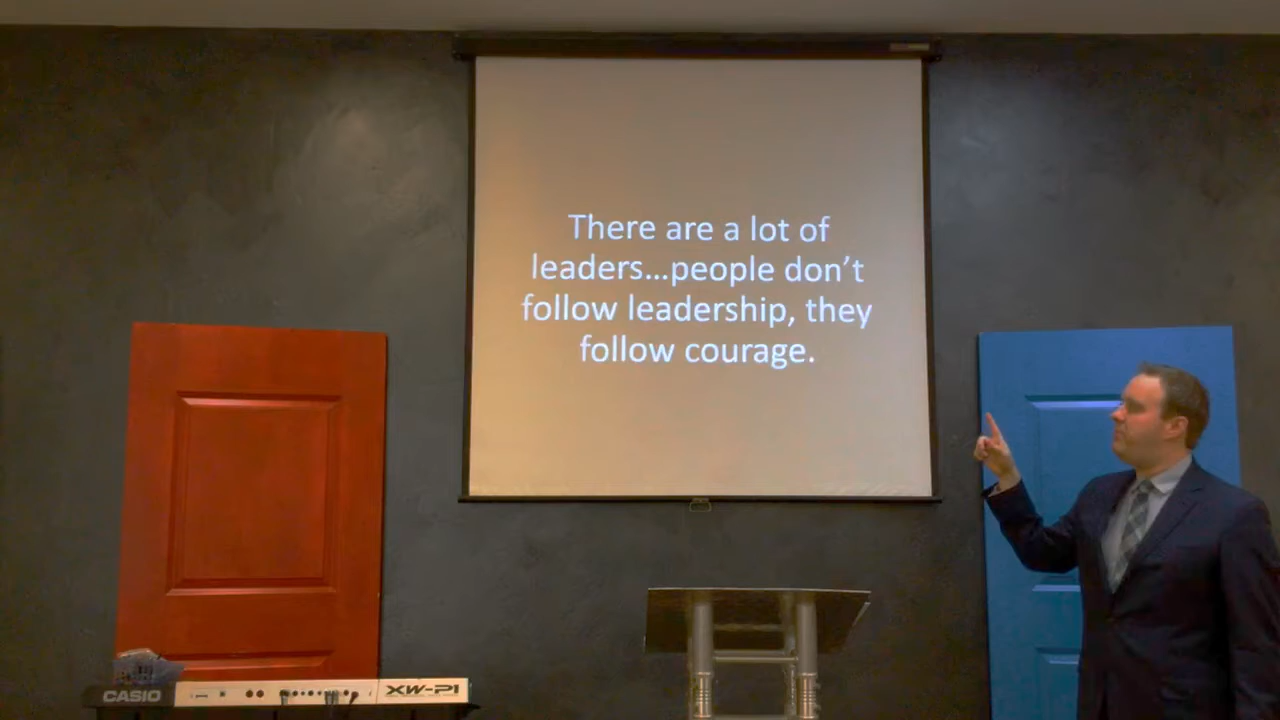 There are a lot of
leaders...people don't
follow leadership, they
follow courage.
CASIO
XW-P1